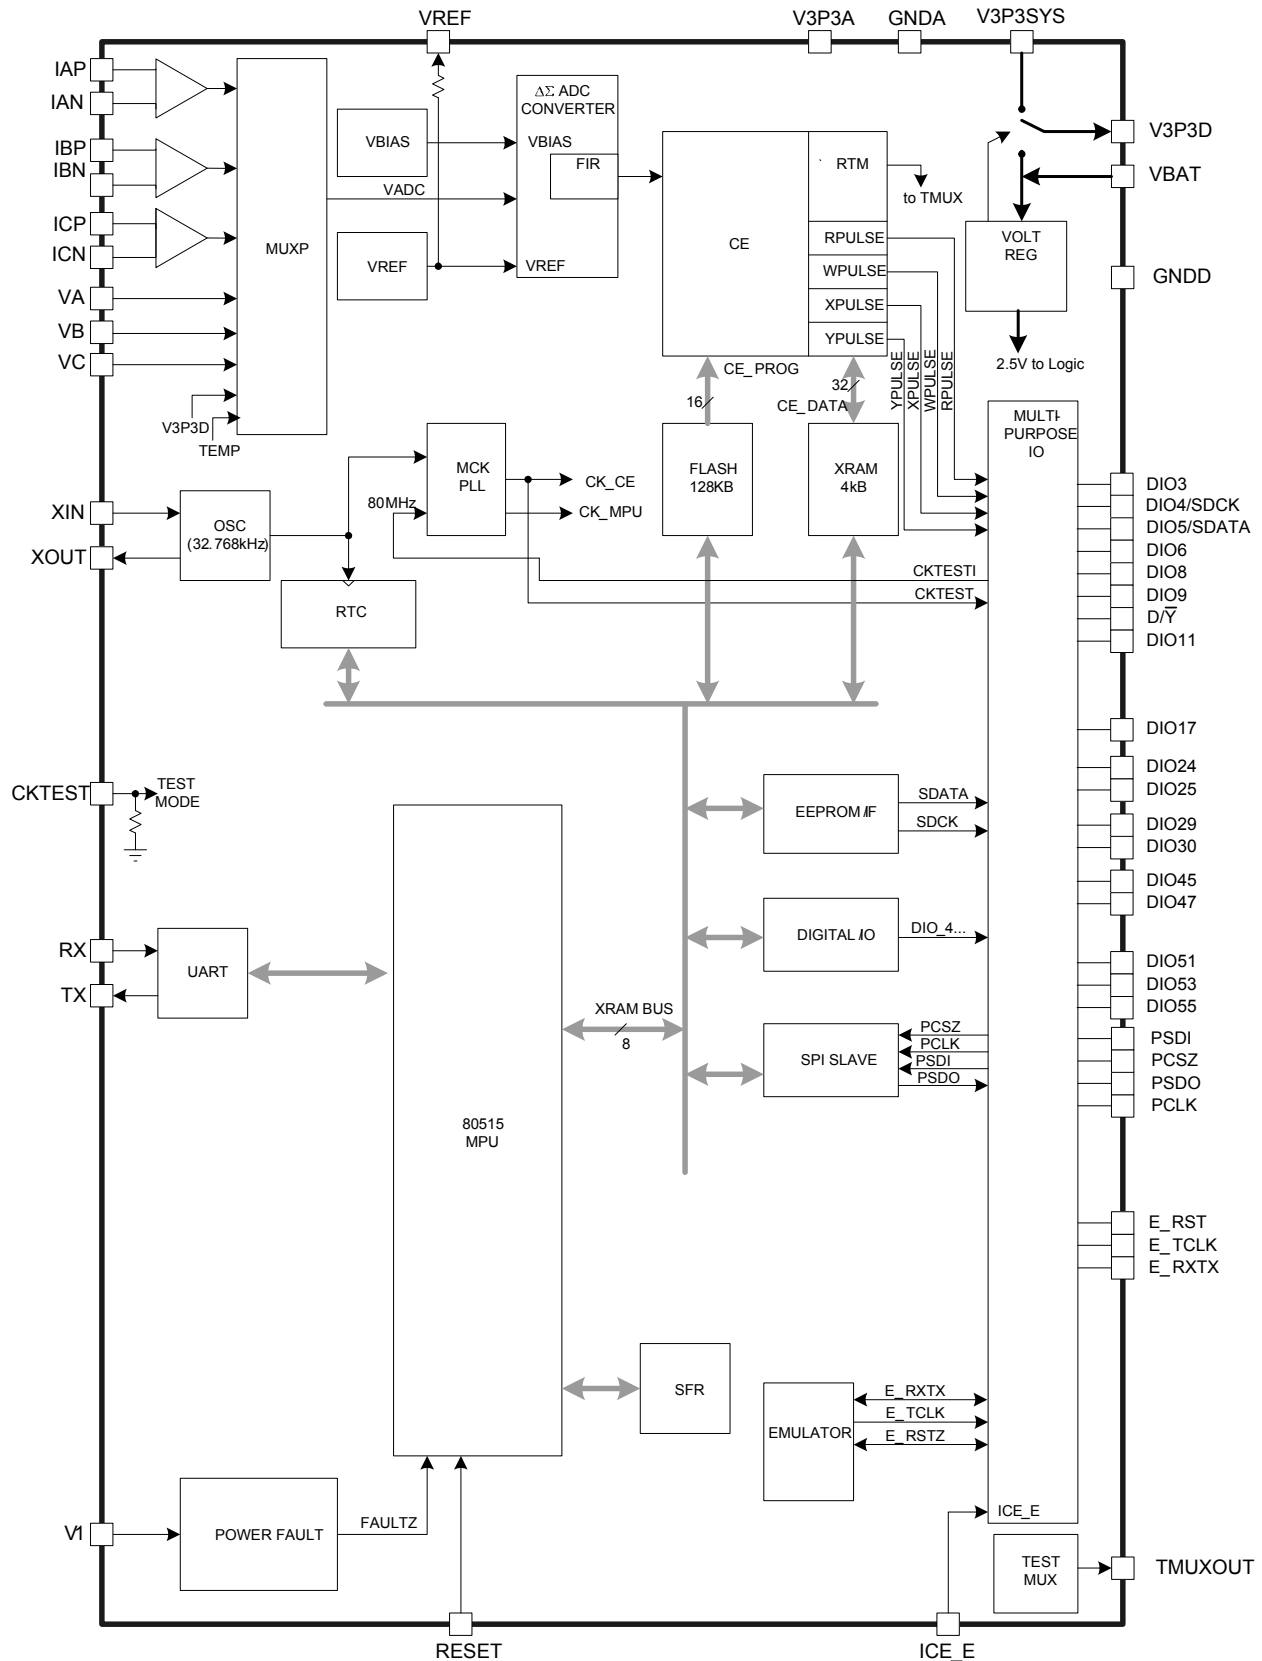 VREF
V3P3A
GNDA
V3P3SYS
IAP
IAN
IBP
IBN
ICP
ICN
VA
VB
VC
MUXP
V3P3D
TEMP
VBIAS
VADC
VREF
ΔΣ ADC
CONVERTER
VBIAS
FIR
VREF
CE
RTM
to TMUX
RPULSE
WPULSE
XPULSE
YPULSE
V3P3D
VBAT
VOLT
REG
GNDD
2.5V to Logic
CE_PROG
16
32
CE_DATA
YPULSE
XPULSE
WPULSE
RPULSE
MULTI-
PURPOSE
IO
XIN
XOUT
OSC
(32.768kHz)
MCK
PLL
80MHz
CK_CE
CK_MPU
FLASH
128KB
XRAM
4kB
RTC
CKTESTI
CKTEST
DIO3
DIO4/SDCK
DIO5/SDATA
DIO6
DIO8
DIO9
D/Y̅
DIO11
DIO17
DIO24
DIO25
DIO29
DIO30
DIO45
DIO47
DIO51
DIO53
DIO55
PSDI
PCSZ
PSDO
PCLK
E_RST
E_TCLK
E_RXTX
CKTEST
TEST
MODE
EEPROM I/F
SDATA
SDCK
DIGITAL I/O
DIO_4...
RX
TX
UART
XRAM BUS
8
SPI SLAVE
PCSZ
PCLK
PSDI
PSDO
80515
MPU
SFR
EMULATOR
E_RXTX
E_TCLK
E_RSTZ
V1
POWER FAULT
FAULTZ
ICE_E
TEST
MUX
TMUXOUT
RESET
ICE_E